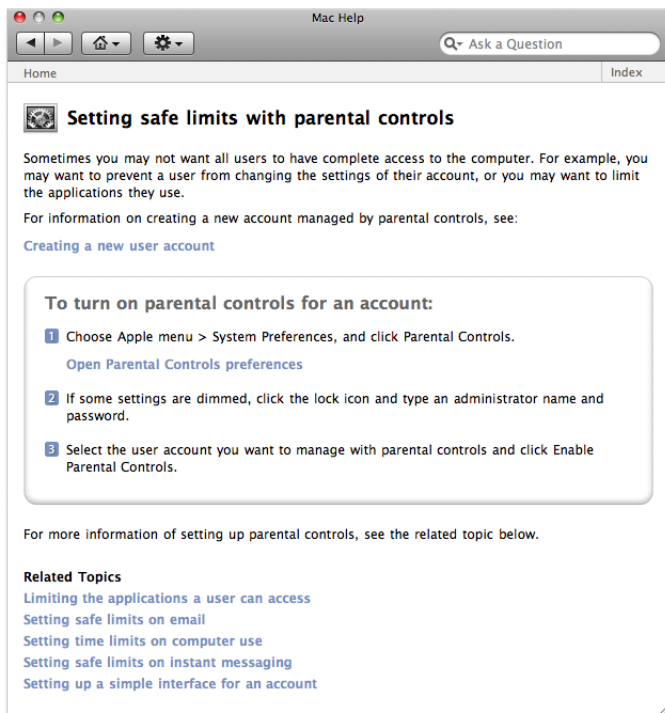 Mac Help
Ask a Question
Home
Index
Setting safe limits with parental controls
Sometimes you may not want all users to have complete access to the computer. For example, you
may want to prevent a user from changing the settings of their account, or you may want to limit
the applications they use.
For information on creating a new account managed by parental controls, see:
Creating a new user account
To turn on parental controls for an account:
1 Choose Apple menu > System Preferences, and click Parental Controls.
Open Parental Controls preferences
2 If some settings are dimmed, click the lock icon and type an administrator name and
password.
3 Select the user account you want to manage with parental controls and click Enable
Parental Controls.
For more information of setting up parental controls, see the related topic below.
Related Topics
Limiting the applications a user can access
Setting safe limits on email
Setting time limits on computer use
Setting safe limits on instant messaging
Setting up a simple interface for an account